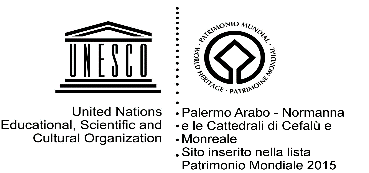 UNESCO
United Nations
Educational, Scientific and
Cultural Organization
PATRIMONIO MUNDIAL
WORLD HERITAGE
PATRIMOINE MONDIAL
Palermo Arabo - Normanna
e le Cattedrali di Cefalù e
Monreale
Sito inserito nella lista
Patrimonio Mondiale 2015